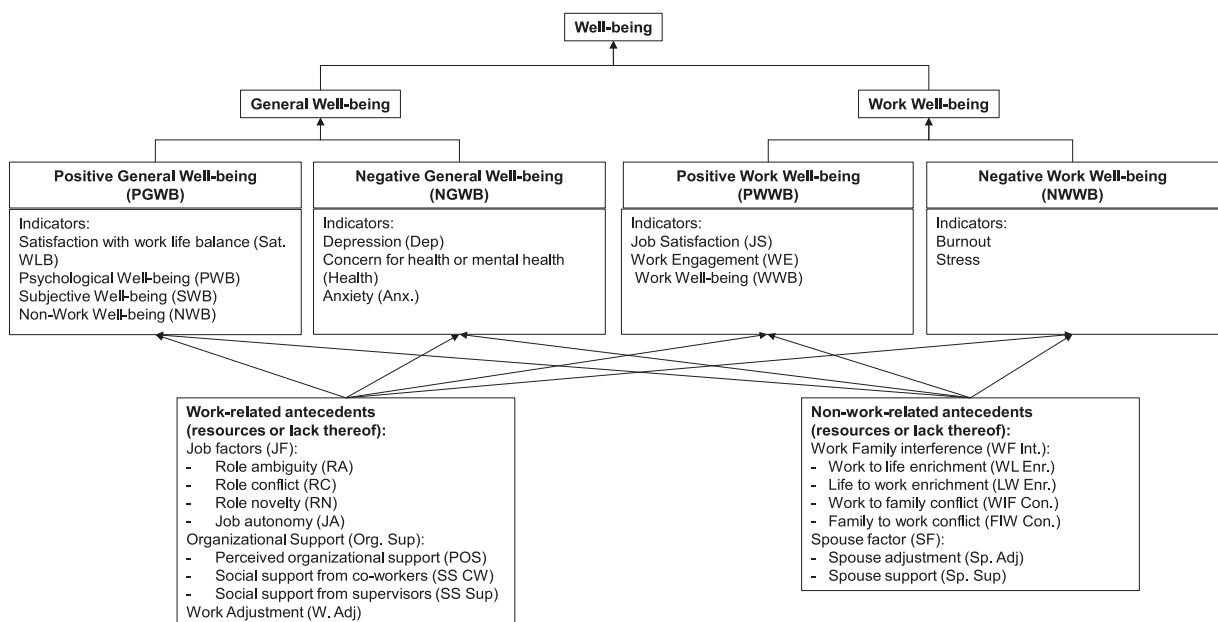 Well-being
General Well-being
Work Well-being
Positive General Well-being
(PGWB)
Indicators:
Satisfaction with work life balance (Sat.
WLB)
Psychological Well-being (PWB)
Subjective Well-being (SWB)
Non-Work Well-being (NWB)
Negative General Well-being
(NGWB)
Indicators:
Depression (Dep)
Concern for health or mental health
(Health)
Anxiety (Anx.)
Positive Work Well-being
(PWWB)
Indicators:
Job Satisfaction (JS)
Work Engagement (WE)
Work Well-being (WWB)
Negative Work Well-being
(NWWB)
Indicators:
Burnout
Stress
Work-related antecedents
(resources or lack thereof):
Job factors (JF):
- Role ambiguity (RA)
- Role conflict (RC)
- Role novelty (RN)
- Job autonomy (JA)
Organizational Support (Org. Sup):
- Perceived organizational support (POS)
- Social support from co-workers (SS CW)
- Social support from supervisors (SS Sup)
Work Adjustment (W. Adj)
Non-work-related antecedents
(resources or lack thereof):
Work Family interference (WF Int.):
- Work to life enrichment (WL Enr.)
- Life to work enrichment (LW Enr.)
- Work to family conflict (WIF Con.)
- Family to work conflict (FIW Con.)
Spouse factor (SF):
- Spouse adjustment (Sp. Adj)
- Spouse support (Sp. Sup)